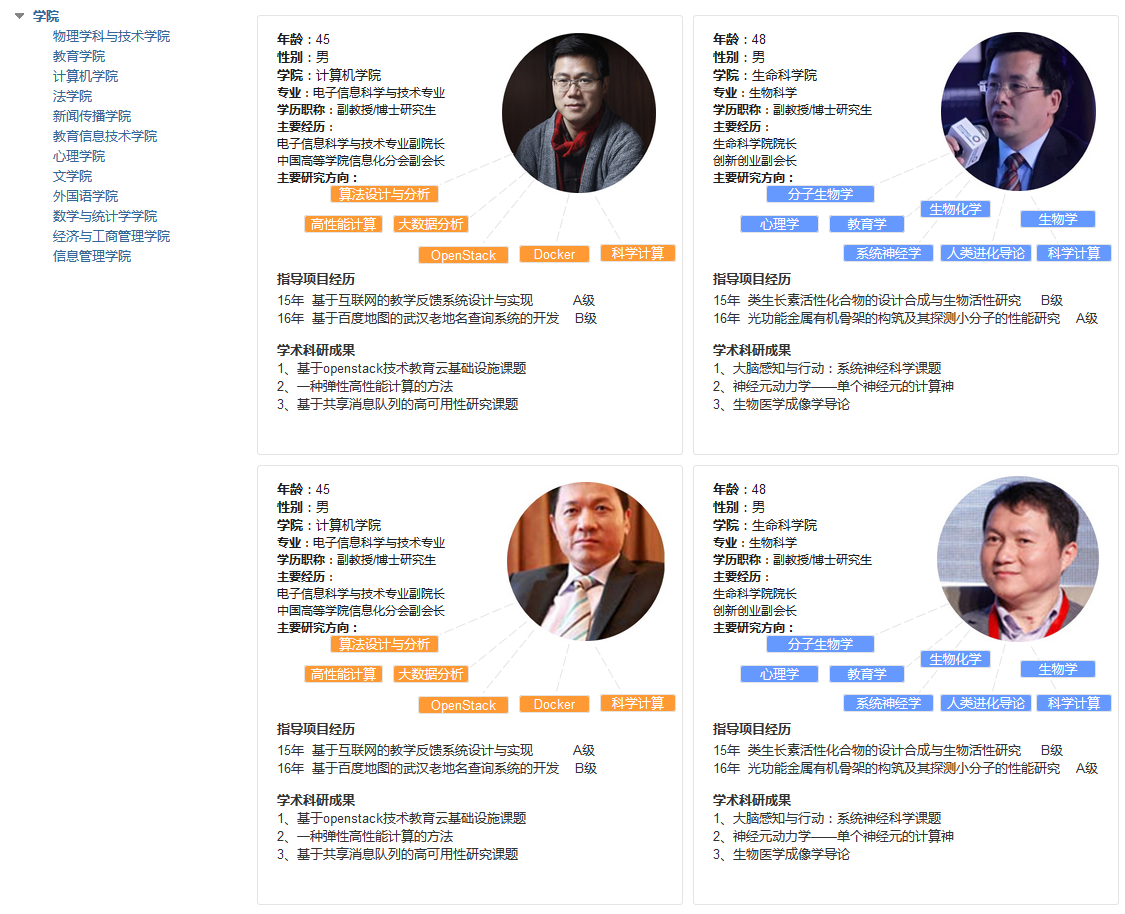 学院
物理学科与技术学院
教育学院
计算机学院
法学院
新闻传播学院
教育信息技术学院
心理学院
文学院
外国语学院
数学与统计学学院
经济与工商管理学院
信息管理学院
年龄：45
性别：男
学院：计算机学院
专业：电子信息科学与技术专业
学历职称：副教授/博士研究生
主要经历：
电子信息科学与技术专业副院长
中国高等学院信息化分会副会长
主要研究方向：
算法设计与分析
高性能计算 大数据分析
OpenStack Docker 科学计算
指导项目经历
15年 基于互联网的教学反馈系统设计与实现 A级
16年 基于百度地图的武汉老地名查询系统的开发 B级
学术科研成果
1、基于openstack技术教育云基础设施课题
2、一种弹性高性能计算的方法
3、基于共享消息队列的高可用性研究课题
年龄：48
性别：男
学院：生命科学院
专业：生物科学
学历职称：副教授/博士研究生
主要经历：
生命科学院院长
创新创业副会长
主要研究方向：
分子生物学
心理学 教育学 生物化学 生物学
系统神经学 人类进化导论 科学计算
指导项目经历
15年 类生长素活性化合物的设计合成与生物活性研究 B级
16年 光功能金属有机骨架的构筑及其探测小分子的性能研究 A级
学术科研成果
1、大脑感知与行动：系统神经科学课题
2、神经元动力学——单个神经元的计算神
3、生物医学成像学导论
年龄：45
性别：男
学院：计算机学院
专业：电子信息科学与技术专业
学历职称：副教授/博士研究生
主要经历：
电子信息科学与技术专业副院长
中国高等学院信息化分会副会长
主要研究方向：
算法设计与分析
高性能计算 大数据分析
OpenStack Docker 科学计算
指导项目经历
15年 基于互联网的教学反馈系统设计与实现 A级
16年 基于百度地图的武汉老地名查询系统的开发 B级
学术科研成果
1、基于openstack技术教育云基础设施课题
2、一种弹性高性能计算的方法
3、基于共享消息队列的高可用性研究课题
年龄：48
性别：男
学院：生命科学院
专业：生物科学
学历职称：副教授/博士研究生
主要经历：
生命科学院院长
创新创业副会长
主要研究方向：
分子生物学
心理学 教育学 生物化学 生物学
系统神经学 人类进化导论 科学计算
指导项目经历
15年 类生长素活性化合物的设计合成与生物活性研究 B级
16年 光功能金属有机骨架的构筑及其探测小分子的性能研究 A级
学术科研成果
1、大脑感知与行动：系统神经科学课题
2、神经元动力学——单个神经元的计算神
3、生物医学成像学导论